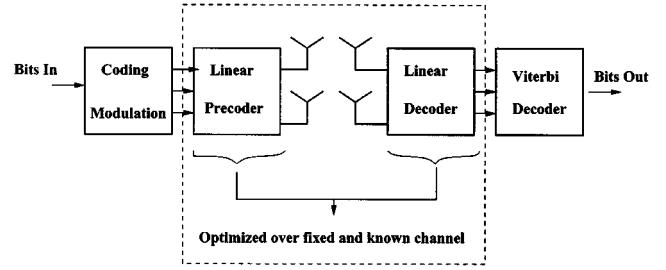 Bits In
Coding
Modulation
Linear
Precoder
Linear
Decoder
Viterbi
Decoder
Bits Out
Optimized over fixed and known channel